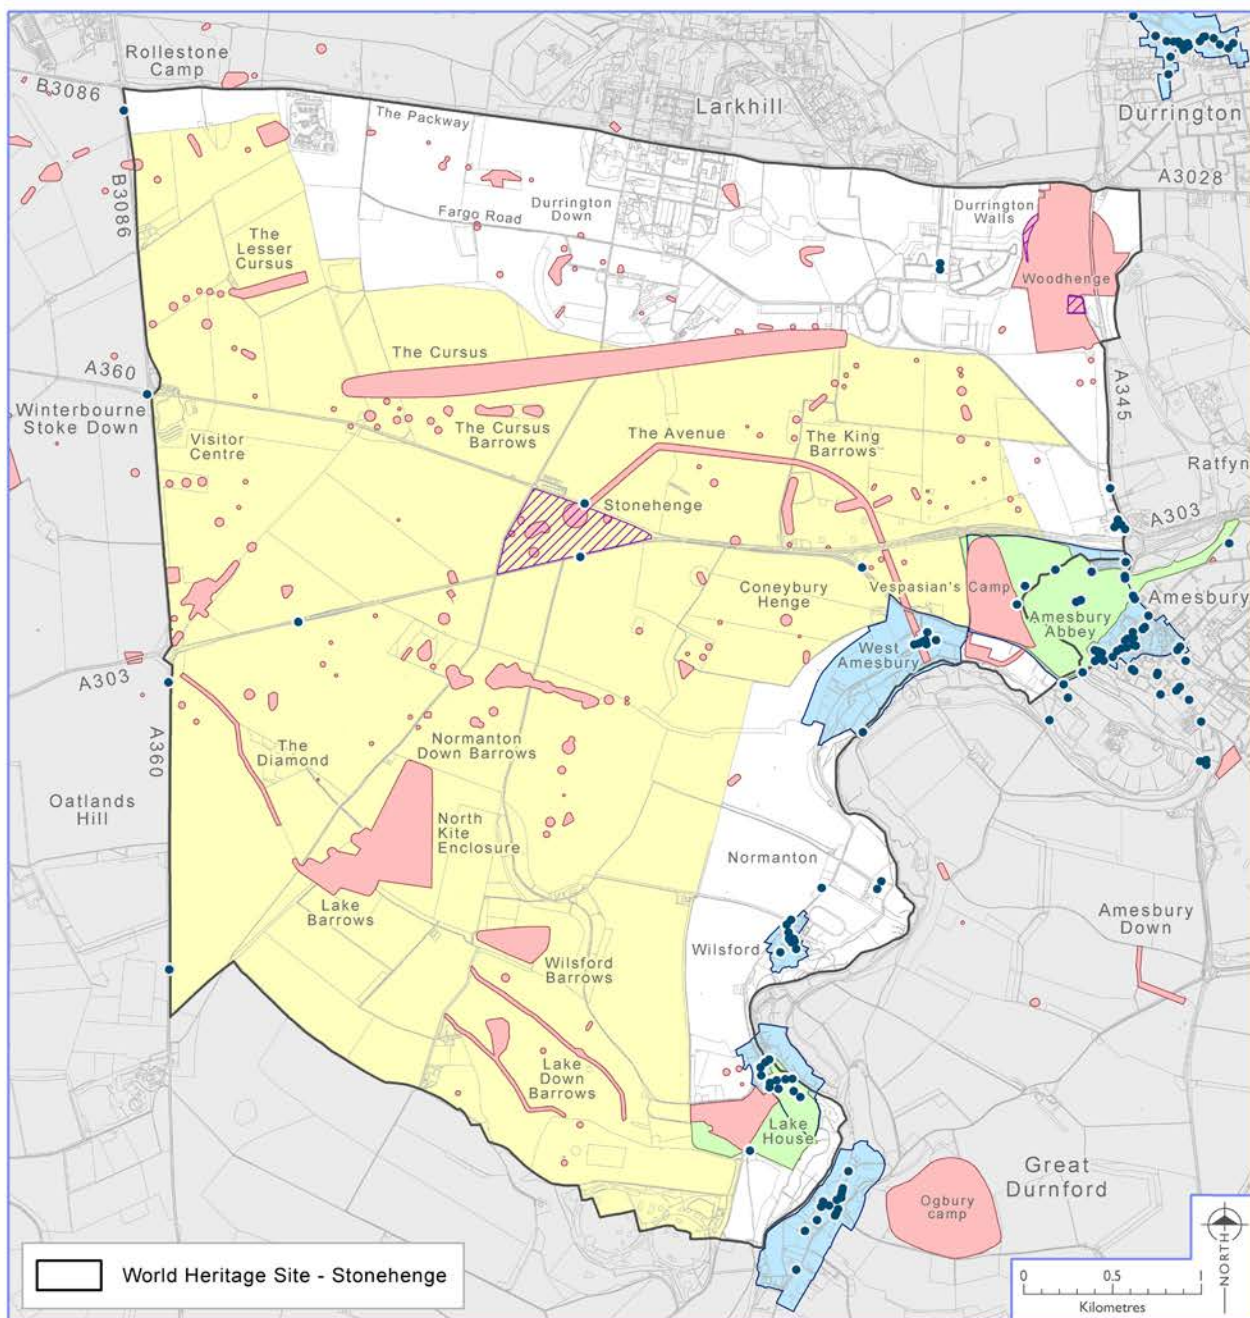 Rollestone
Camp
B3086
The Packway
Larkhill
Durrington
A3028
B3086
Fargo Road
Durrington
Down
Durrington
Walls
The
Lesser
Cursus
Woodhenge
A360
The Cursus
A345
Winterbourne
Stoke Down
Visitor
Centre
The Cursus
Barrows
The Avenue
The King
Barrows
Ratfyn
Stonehenge
A303
Coneybury
Henge
Vespasian's Camp
Amesbury
Amesbury
Abbey
West
Amesbury
A303
A360
The
Diamond
Normanton
Down Barrows
Oatlands
Hill
North
Kite
Enclosure
Normanton
Lake
Barrows
Amesbury
Down
Wilsford
Wilsford
Barrows
Lake
Down
Barrows
Lake
House
Great
Durnford
Ogbury
camp
World Heritage Site - Stonehenge
NORTH
0 0.5 1
Kilometres